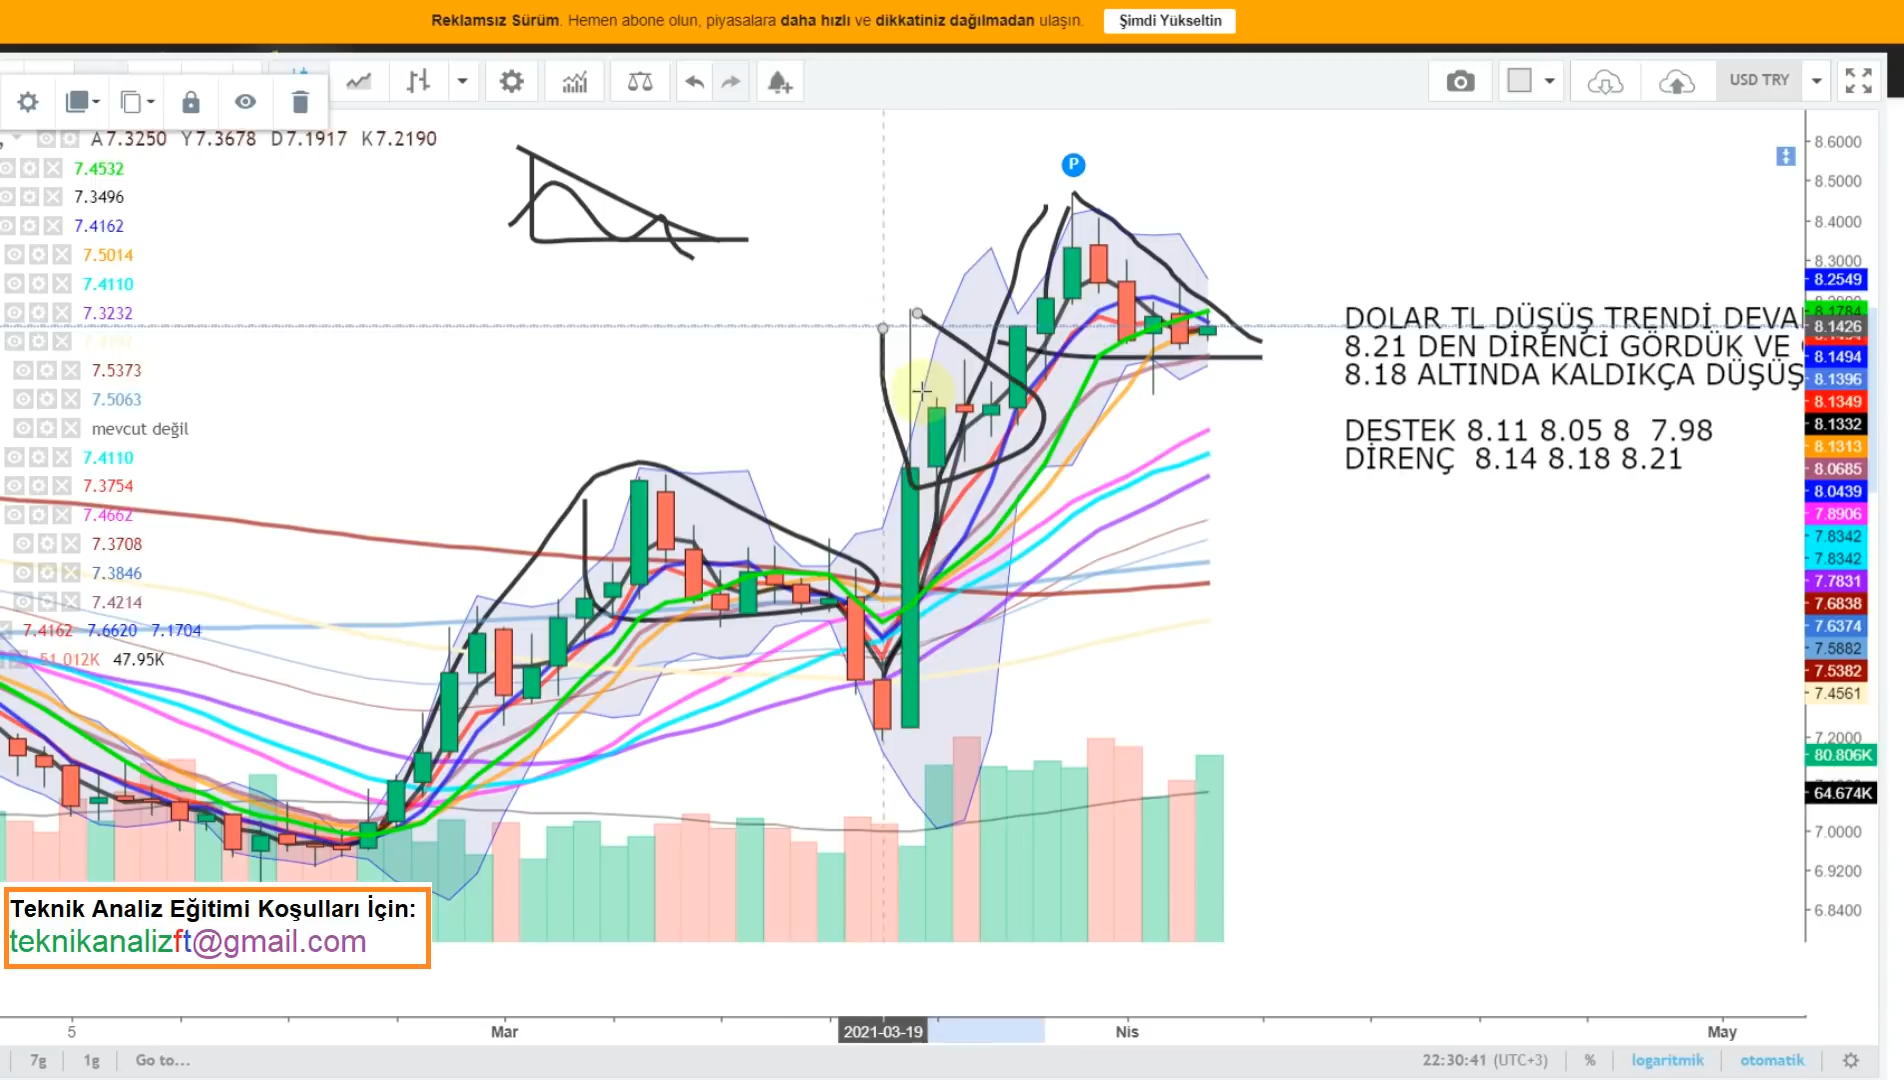 Reklamsız Sürüm. Hemen abone olun, piyasalara daha hızlı ve dikkatiniz dağılmadan ulaşın. Şimdi Yükseltin
USD TRY
A7.3250 Y7.3678 D7.1917 K7.2190
7.4532
7.3496
7.4162
7.5014
7.4110
7.3232
7.5373
7.5063
mevcut değil
7.4110
7.3754
7.4662
7.3708
7.3846
7.4214
7.4162 7.6620 7.1704
51.012K 47.95K
P
DOLAR TL DÜŞÜŞ TRENDİ DEVA
8.21 DEN DİRENCİ GÖRDÜK VE
8.18 ALTINDA KALDIKÇA DÜŞÜŞ
DESTEK 8.11 8.05 8 7.98
DİRENÇ 8.14 8.18 8.21
8.6000
8.5000
8.4000
8.3000
8.2549
8.1784
8.1426
8.1494
8.1396
8.1349
8.1332
8.1313
8.0685
8.0439
7.8906
7.8342
7.8342
7.7831
7.6838
7.6374
7.5882
7.5382
7.4561
7.2000
80.806K
64.674K
7.0000
6.9200
6.8400
Teknik Analiz Eğitimi Koşulları İçin:
teknikanalizft@gmail.com
5 Mar 2021-03-19 Nis May
7g 1g Go to... 22:30:41 (UTC+3) % logaritmik otomatik